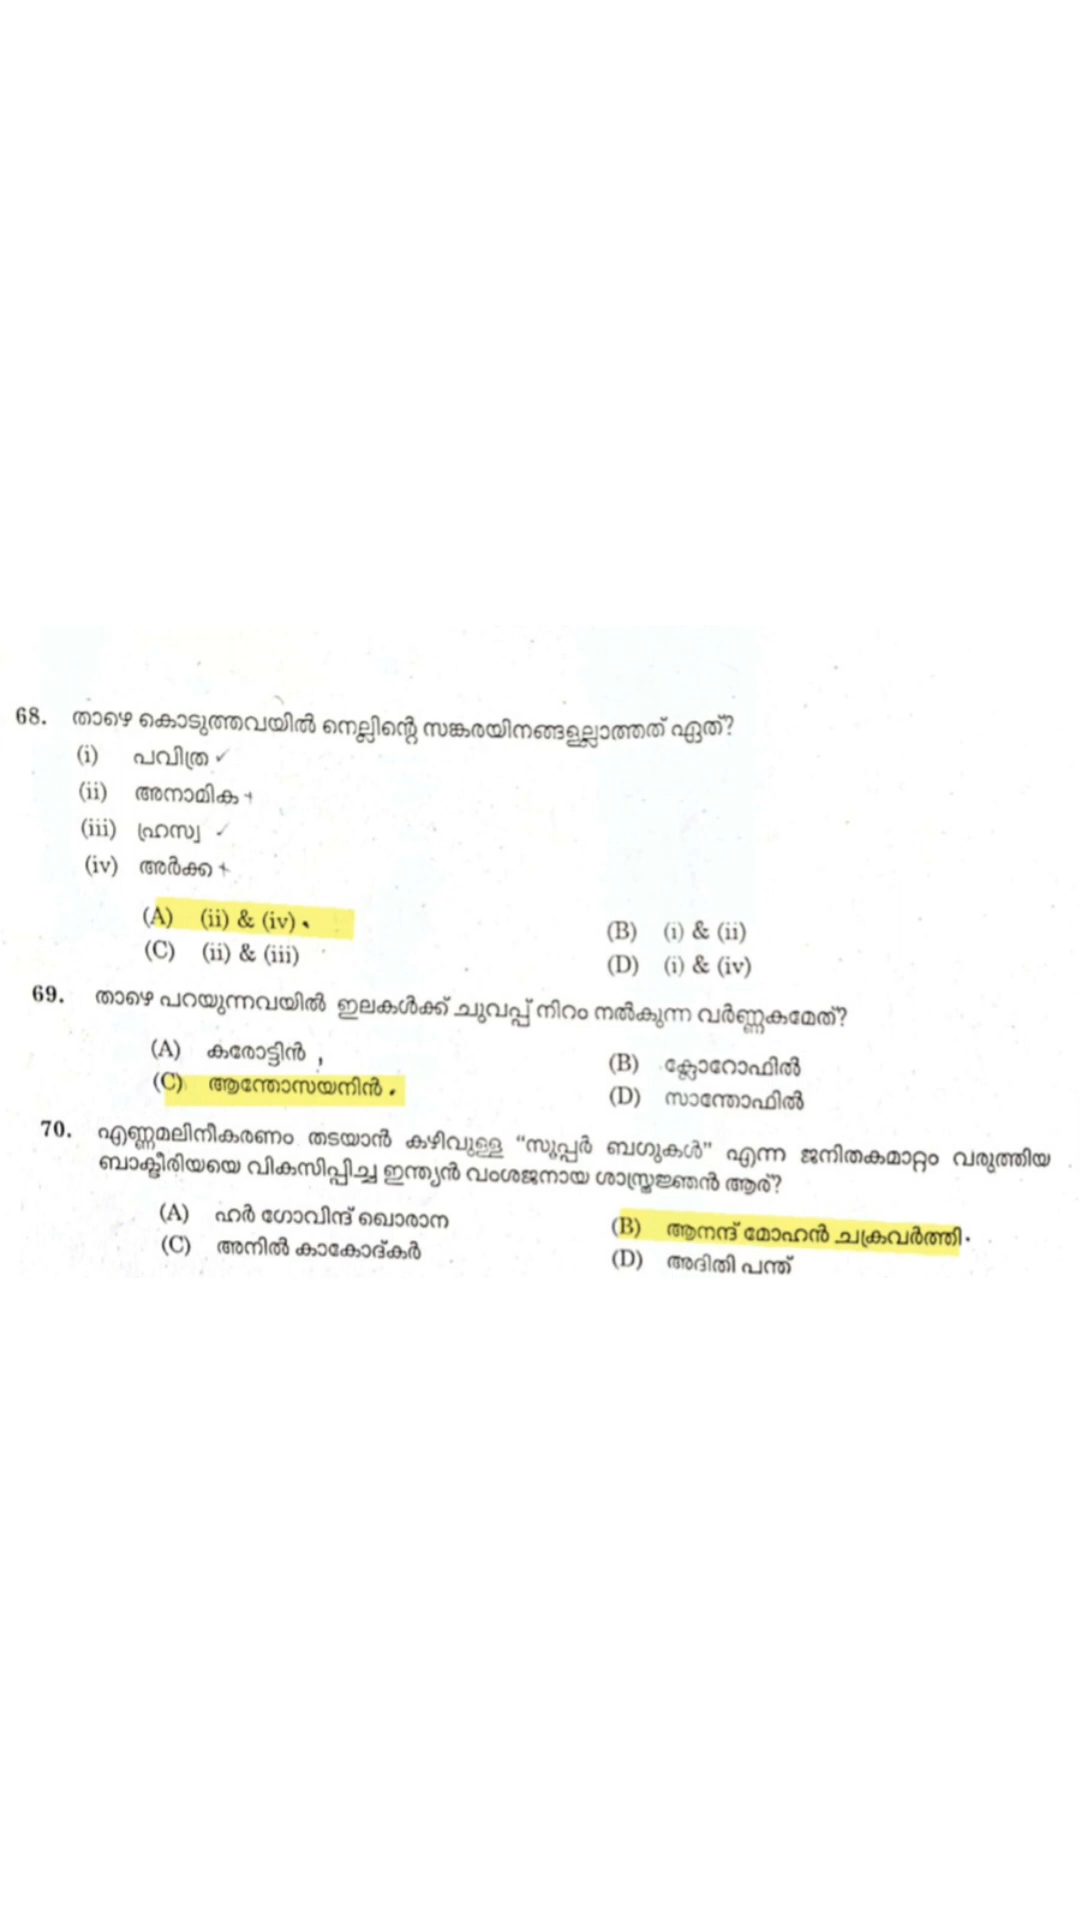 68. താഴെ കൊടുത്തവയിൽ നെല്ലിന്റെ സങ്കരയിനങ്ങളല്ലാത്തത് ഏത്?
(i) പവിത്ര ✓
(ii) അനാമിക +
(iii) ഹ്രസ്വ ✓
(iv) അർക്ക +
(A) (ii) & (iv) (B) (i) & (ii)
(C) (ii) & (iii) (D) (i) & (iv)
69. താഴെ പറയുന്നവയിൽ ഇലകൾക്ക് ചുവപ്പ് നിറം നൽകുന്ന വർണ്ണകമേത്?
(A) കരോട്ടിൻ , (B) ക്ലോറോഫിൽ
(C) ആന്തോസയനിൻ . (D) സാന്തോഫിൽ
70. എണ്ണമലിനീകരണം തടയാൻ കഴിവുള്ള “സൂപ്പർ ബഗുകൾ” എന്ന ജനിതകമാറ്റം വരുത്തിയ
ബാക്ടീരിയയെ വികസിപ്പിച്ച ഇന്ത്യൻ വംശജനായ ശാസ്ത്രജ്ഞൻ ആര്?
(A) ഹർ ഗോവിന്ദ് ഖൊരാന (B) ആനന്ദ് മോഹൻ ചക്രവർത്തി.
(C) അനിൽ കാകോദ്കർ (D) അദിതി പന്ത്